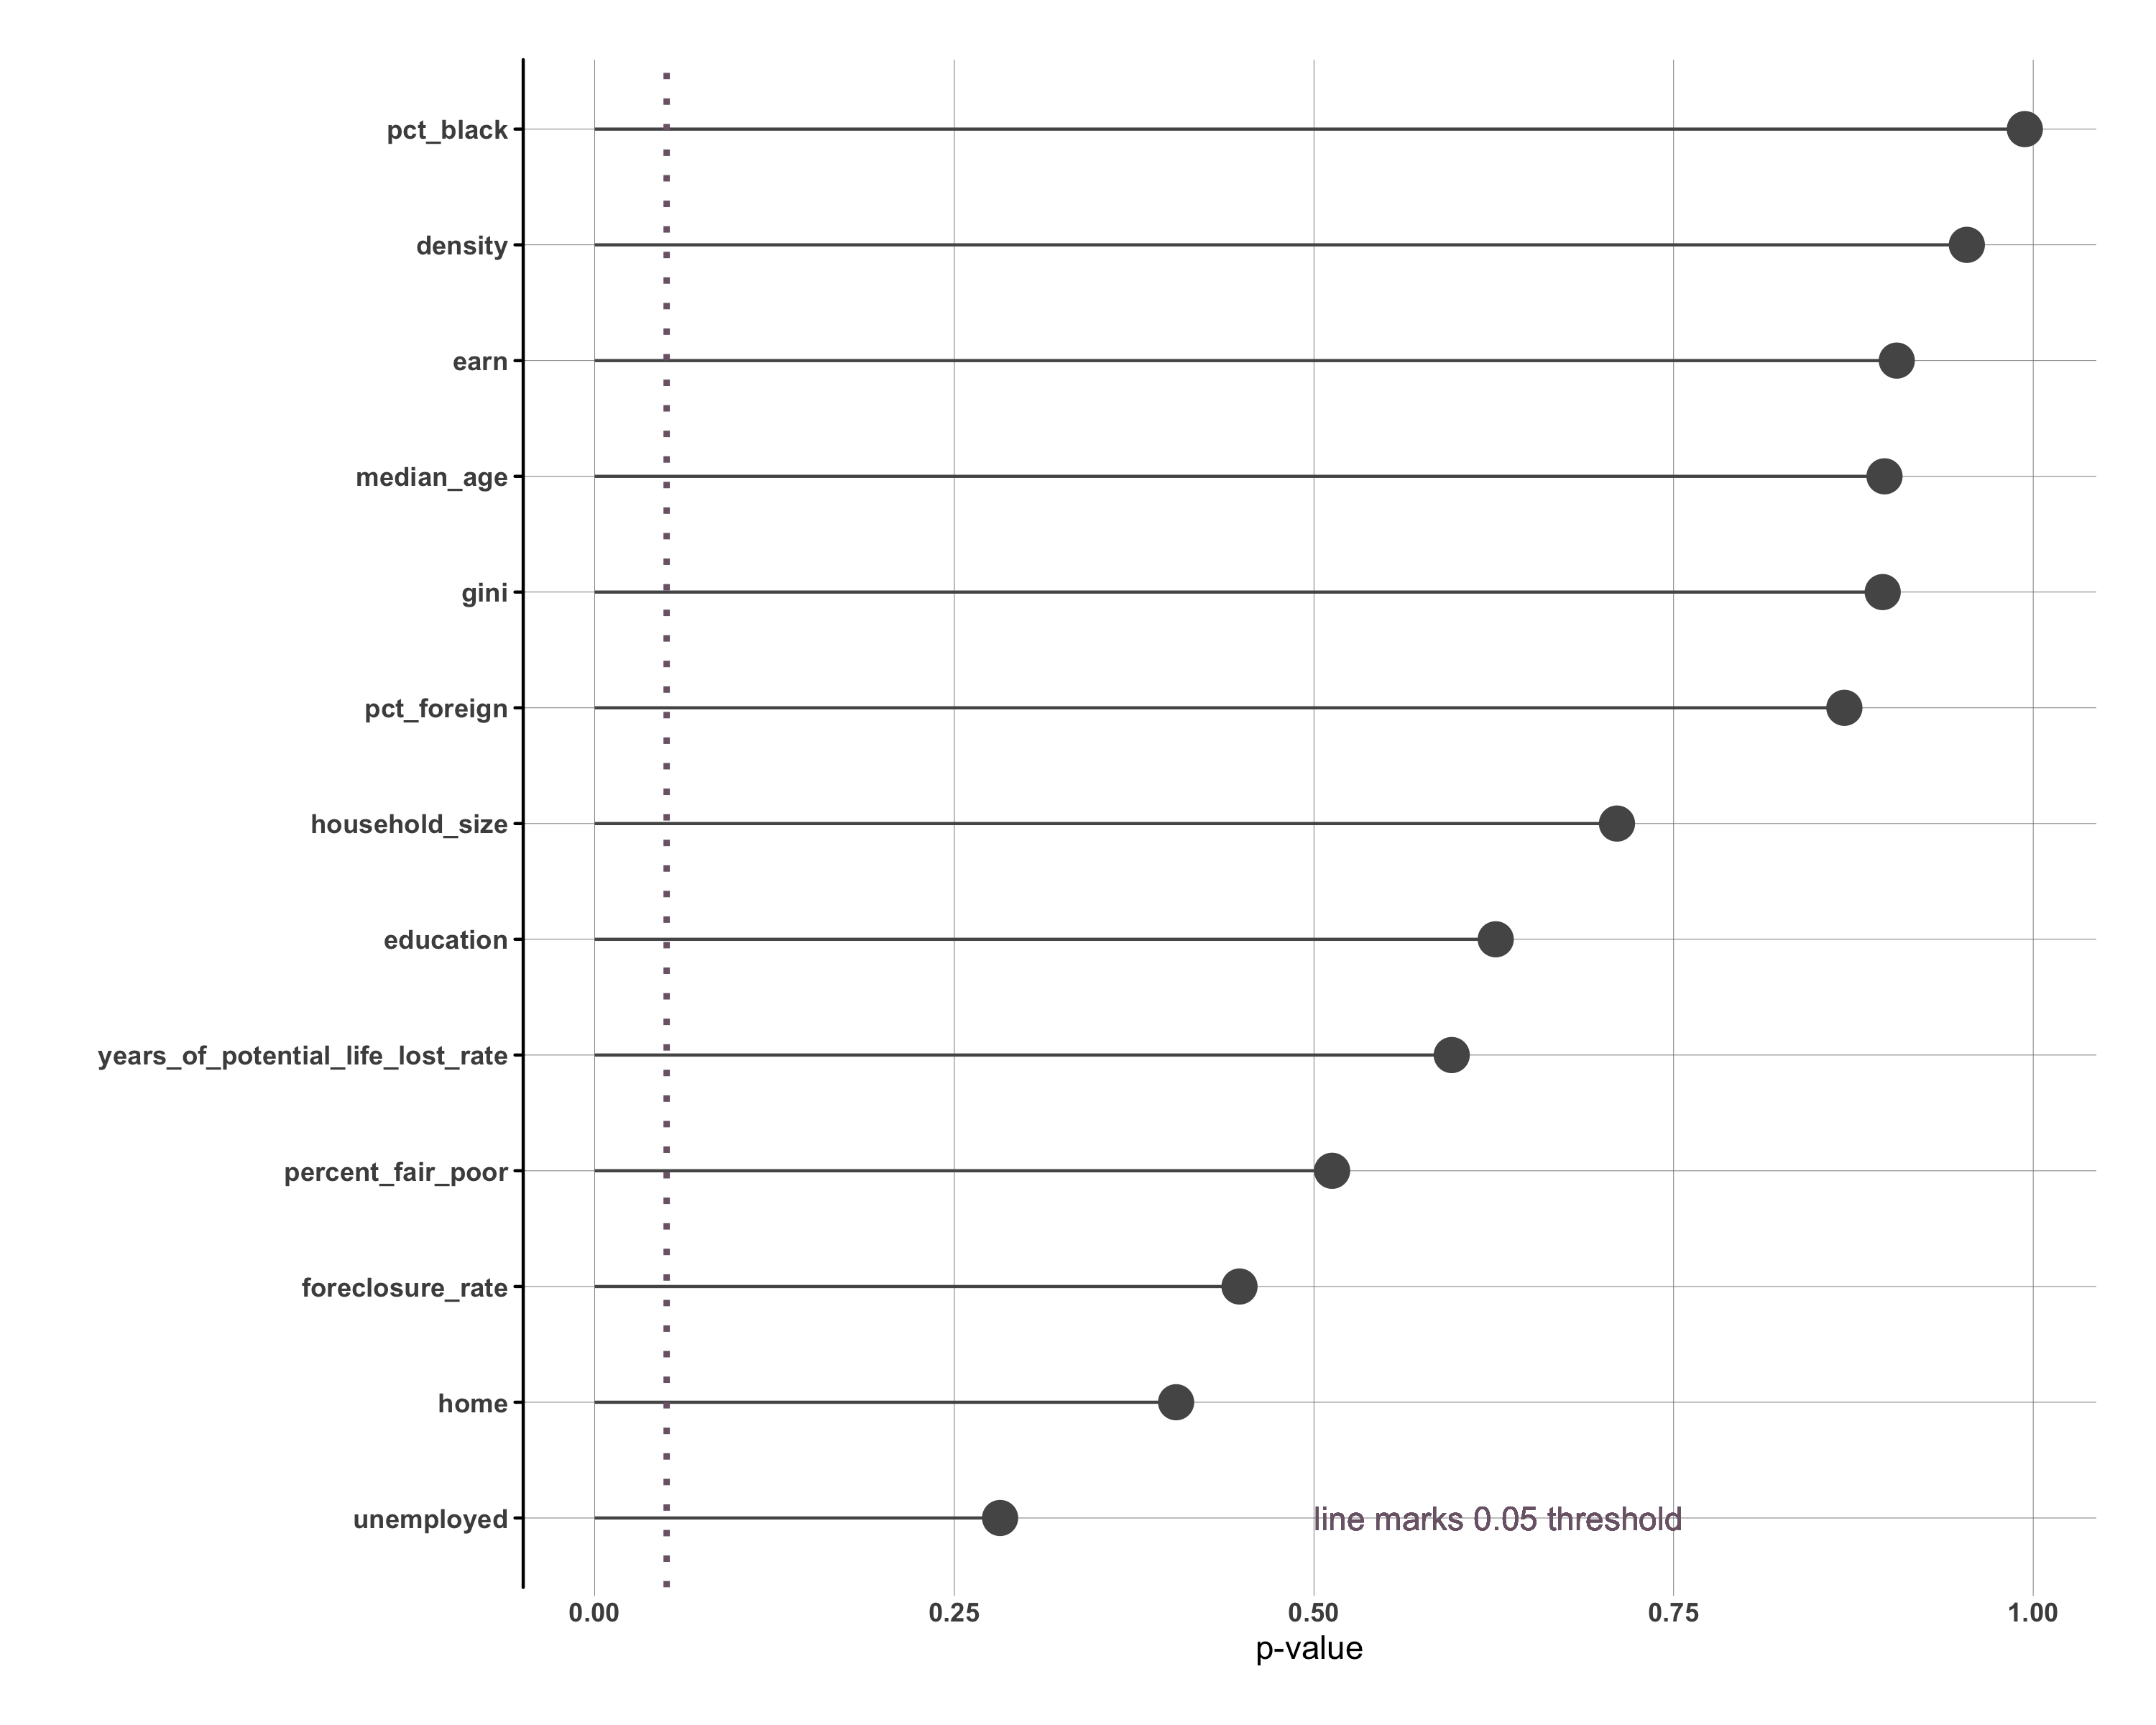 pct_black
density
earn
median_age
gini
pct_foreign
household_size
education
years_of_potential_life_lost_rate
percent_fair_poor
foreclosure_rate
home
unemployed
line marks 0.05 threshold
0.00 0.25 0.50 0.75 1.00
p-value